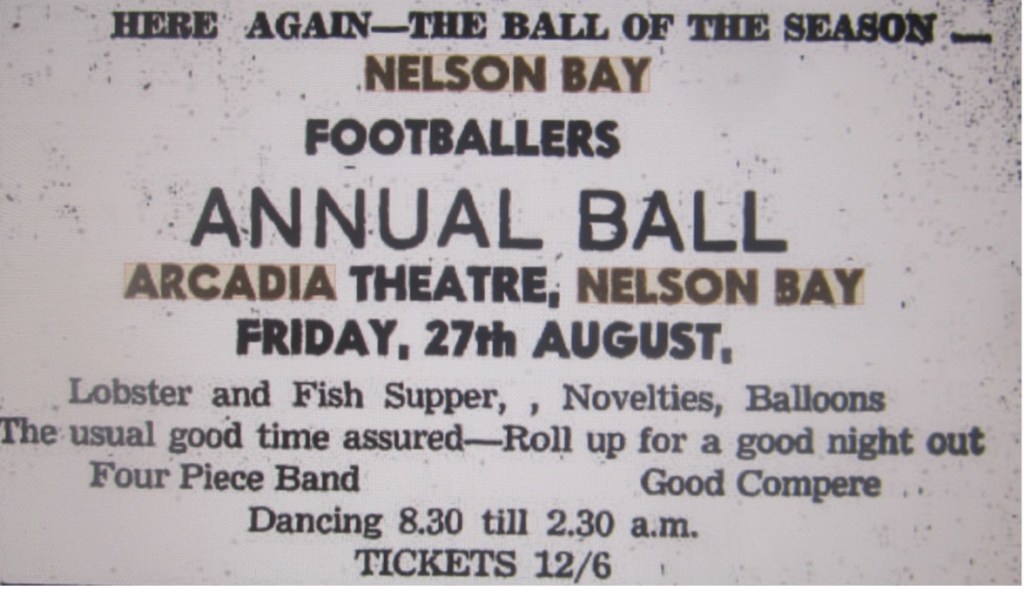 HERE AGAIN—THE BALL OF THE SEASON —
NELSON BAY
FOOTBALLERS
ANNUAL BALL
ARCADIA THEATRE, NELSON BAY
FRIDAY, 27th AUGUST,
Lobster and Fish Supper, , Novelties, Balloons
The usual good time assured—Roll up for a good night out
Four Piece Band Good Compere
Dancing 8.30 till 2.30 a.m.
TICKETS 12/6